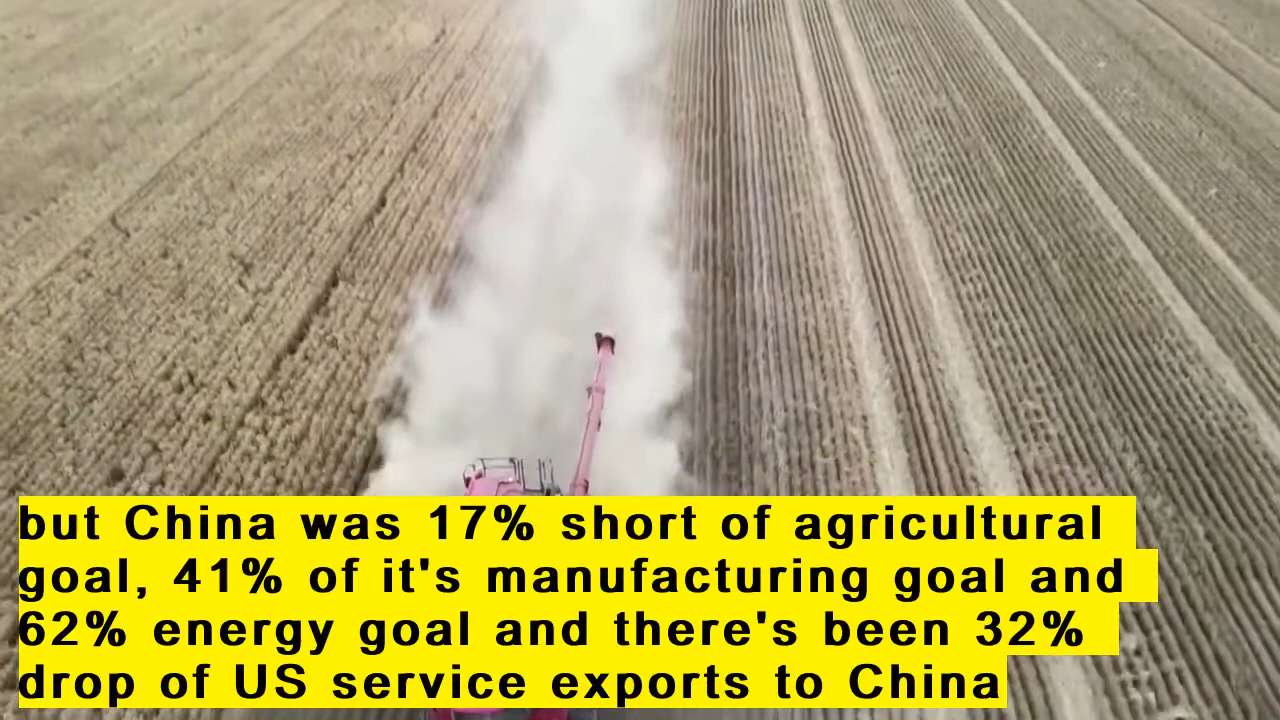 but China was 17% short of agricultural
goal, 41% of it's manufacturing goal and
62% energy goal and there's been 32%
drop of US service exports to China